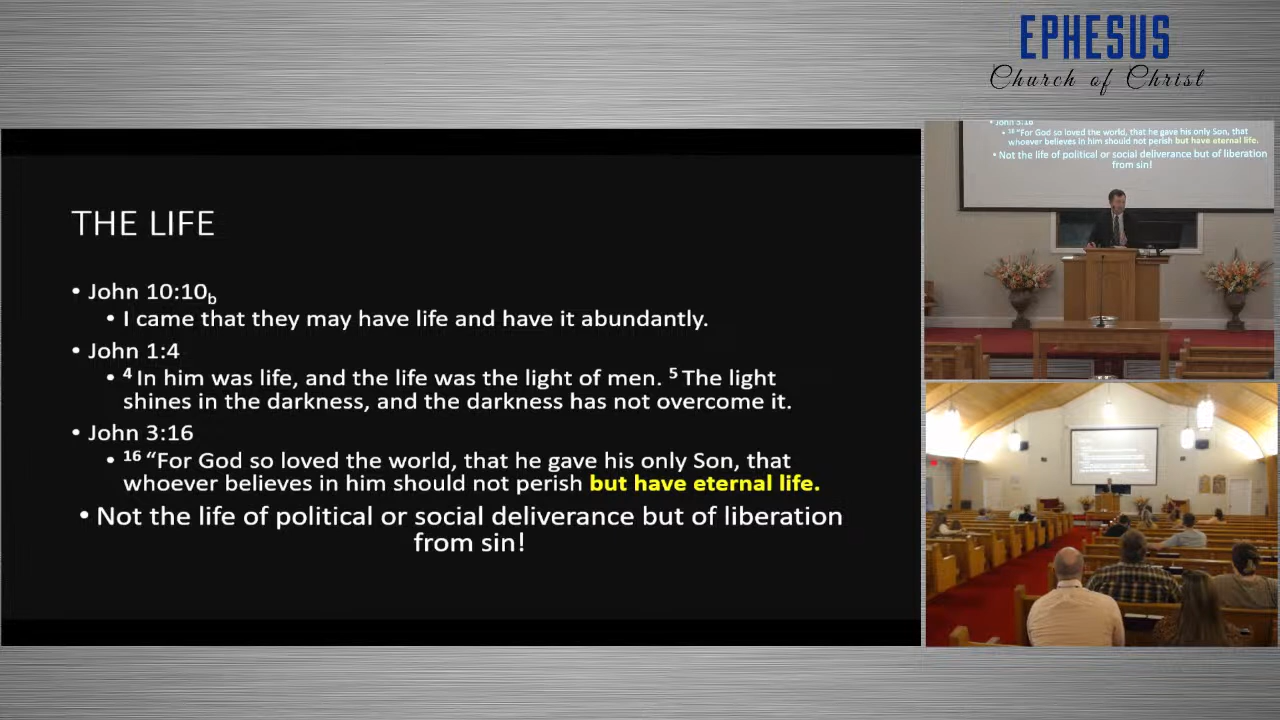 EPHESUS
Church of Christ
THE LIFE
• John 10:10b
• I came that they may have life and have it abundantly.
• John 1:4
• 4 In him was life, and the life was the light of men. 5 The light
shines in the darkness, and the darkness has not overcome it.
• John 3:16
• 16 “For God so loved the world, that he gave his only Son, that
whoever believes in him should not perish but have eternal life.
• Not the life of political or social deliverance but of liberation
from sin!
• John 3:16
• 16 “For God so loved the world, that he gave his only Son, that
whoever believes in him should not perish but have eternal life.
• Not the life of political or social deliverance but of liberation
from sin!